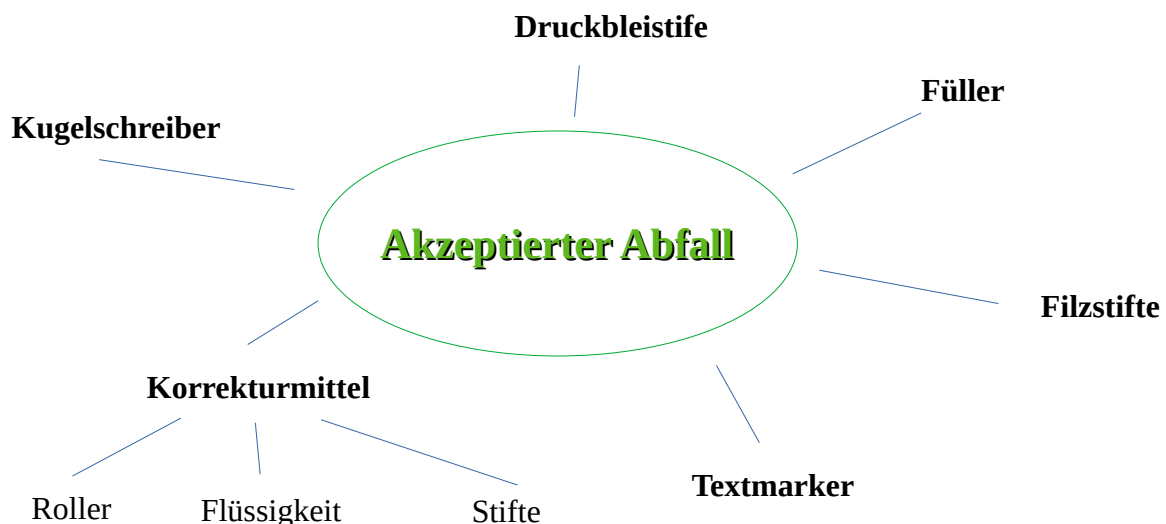 Druckbleistife
Füller
Kugelschreiber
Akzeptierter Abfall
Filzstifte
Korrekturmittel
Textmarker
Roller
Flüssigkeit
Stifte